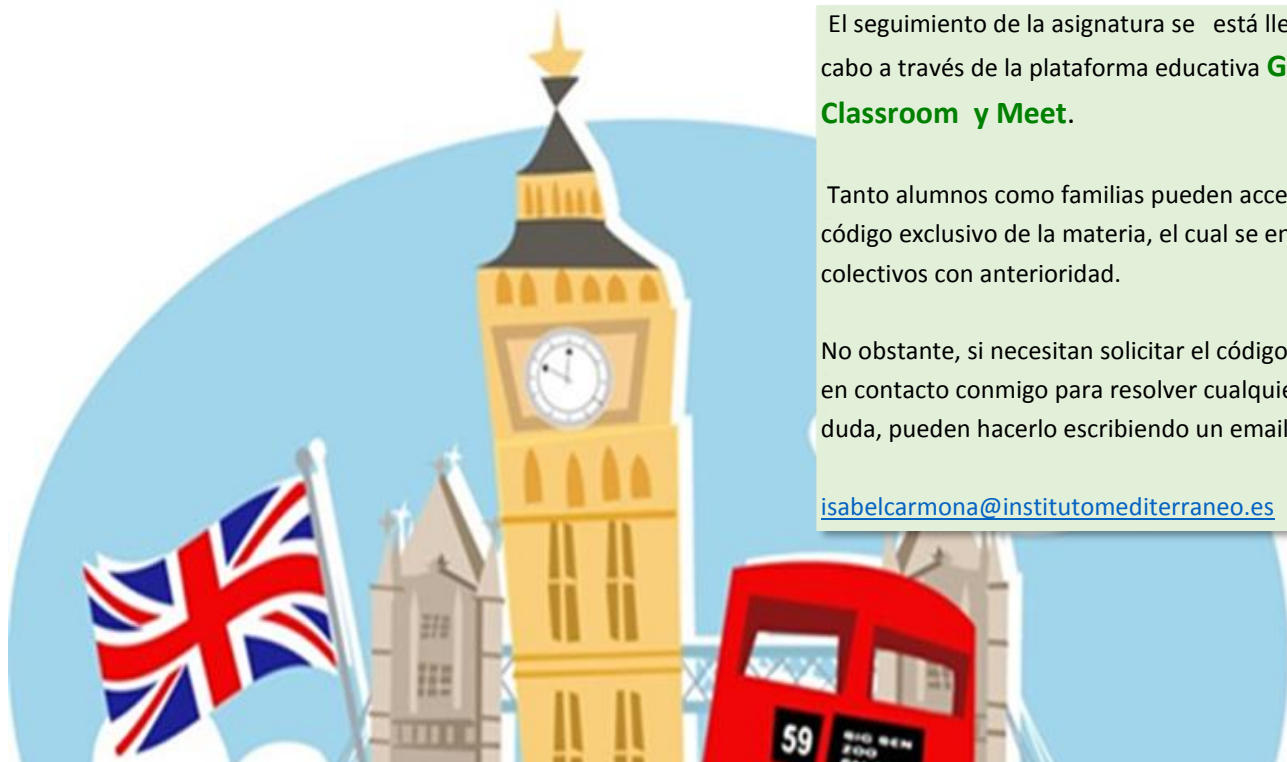 El seguimiento de la asignatura se está lle
cabo a través de la plataforma educativa G
Classroom y Meet.
Tanto alumnos como familias pueden acce
código exclusivo de la materia, el cual se en
colectivos con anterioridad.
No obstante, si necesitan solicitar el código
en contacto conmigo para resolver cualquie
duda, pueden hacerlo escribiendo un email
isabelcarmona@institutomediterraneo.es
59
BIG BEN
ZOO